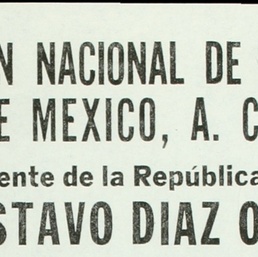 N NACIONAL DE
E MEXICO, A. C
ente de la República
STAVO DIAZ O